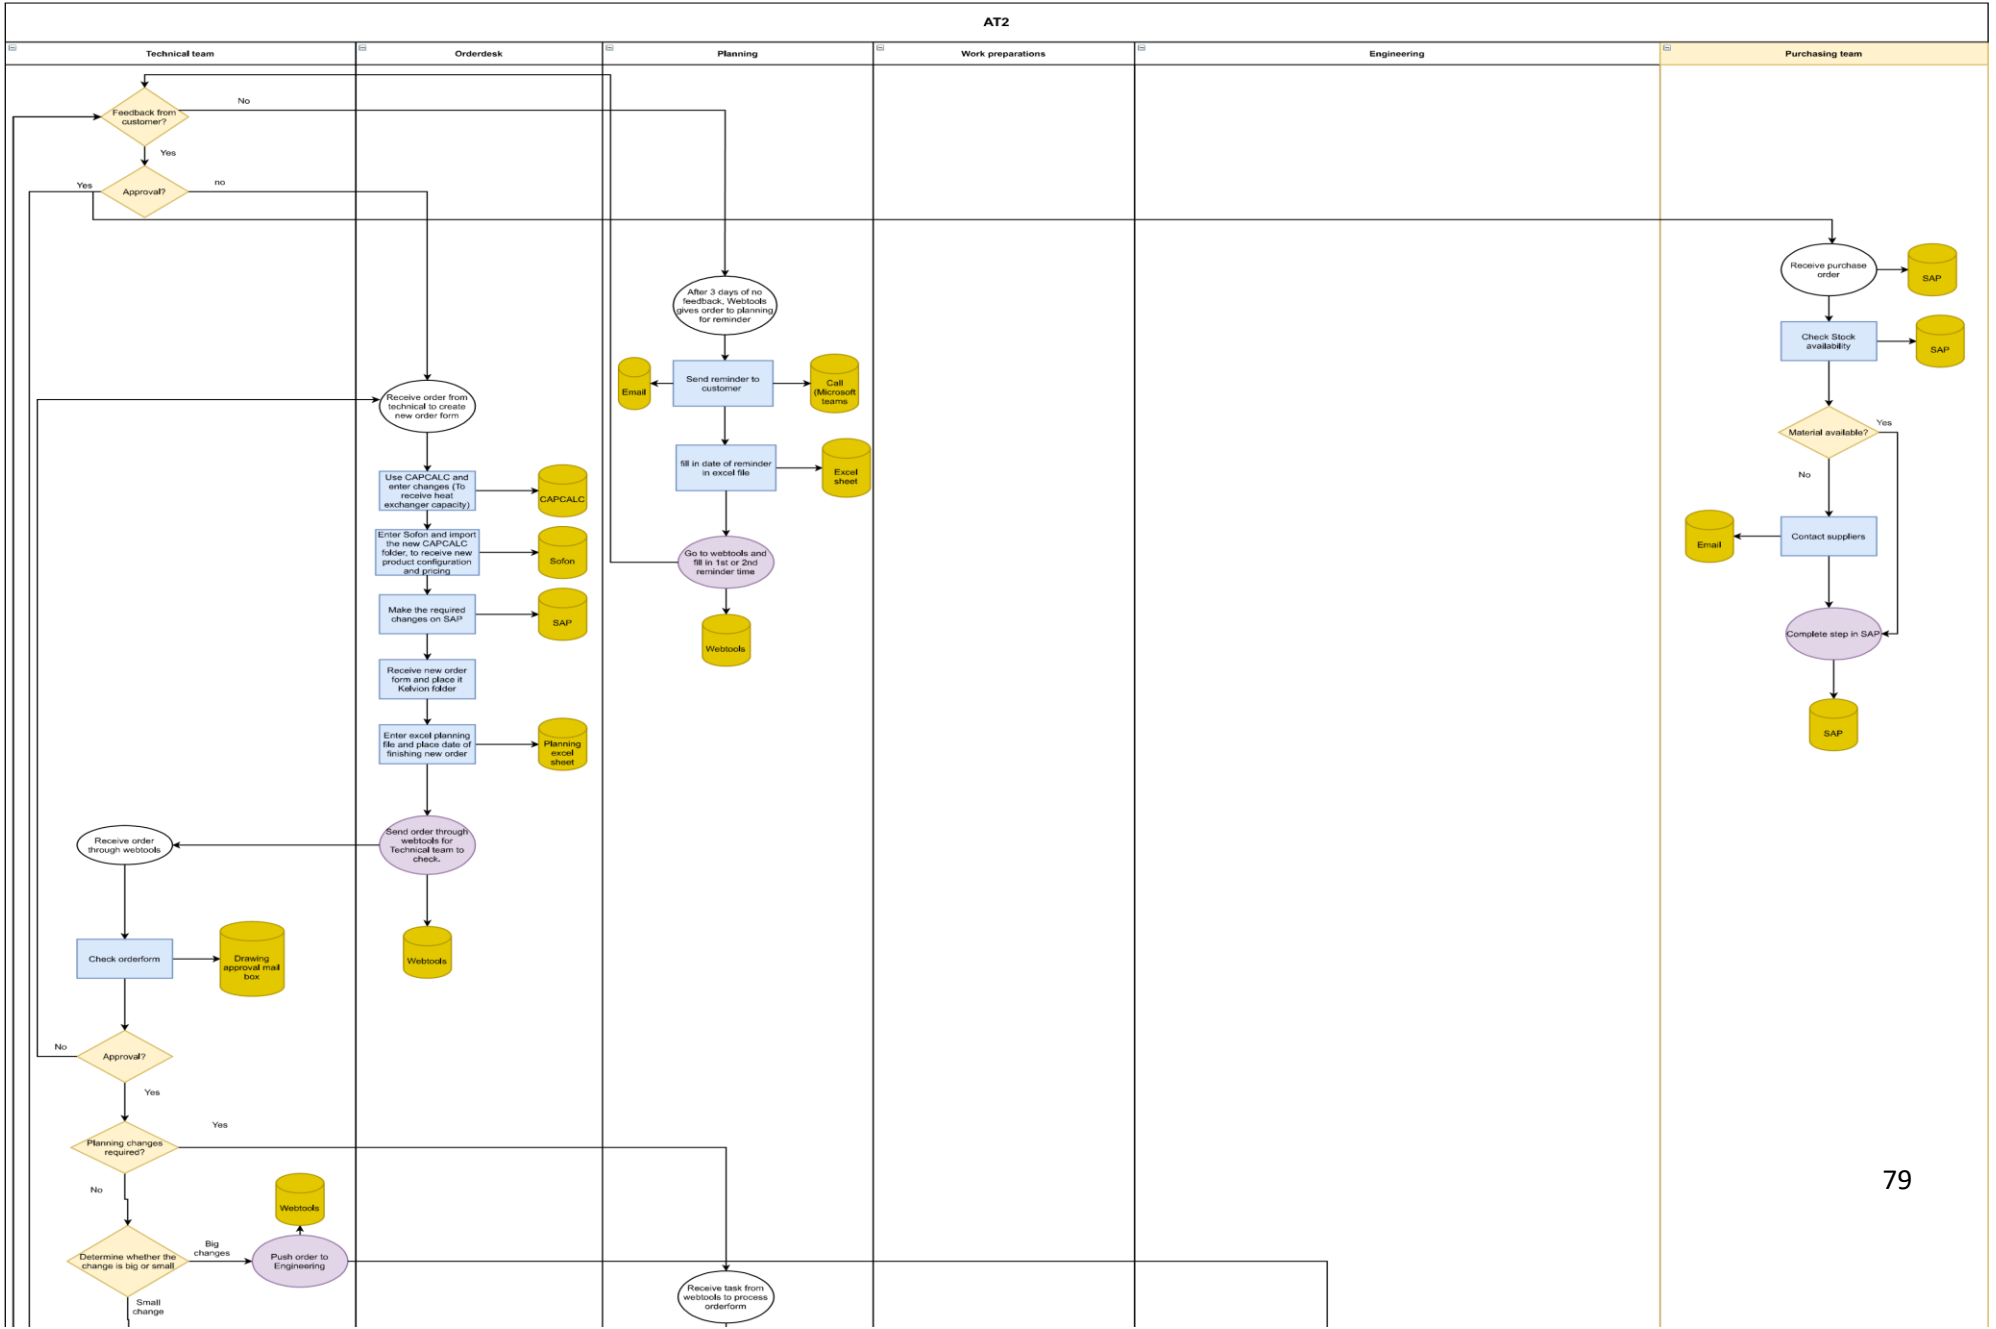 AT2
Technical team
Orderdesk
Planning
Work preparations
Engineering
Purchasing team
Feedback from
customer?
No
Yes
Approval?
Yes
no
Receive purchase
order
SAP
After 3 days of no
feedback, Webtools
gives order to planning
for reminder
Check Stock
availability
SAP
Send reminder to
customer
Email
Call
(Microsoft
teams
Receive order from
technical to create
new order form
Material available?
Yes
No
fill in date of reminder
in excel file
Excel
sheet
Use CAPCALC and
enter changes (To
receive heat
exchanger capacity)
CAPCALC
Enter Sofon and import
the new CAPCALC
folder, to receive new
product configuration
and pricing
Sofon
Go to webtools and
fill in 1st or 2nd
reminder time
Contact suppliers
Email
Make the required
changes on SAP
SAP
Webtools
Complete step in SAP
Receive new order
form and place it
Kelvion folder
SAP
Enter excel planning
file and place date of
finishing new order
Planning
excel
sheet
Send order through
webtools for
Technical team to
check.
Receive order
through webtools
Webtools
Check orderform
Drawing
approval mail
box
Approval?
No
Yes
Planning changes
required?
Yes
No
Webtools
Determine whether the
change is big or small
Big
changes
Push order to
Engineering
Small
change
Receive task from
webtools to process
orderform
79